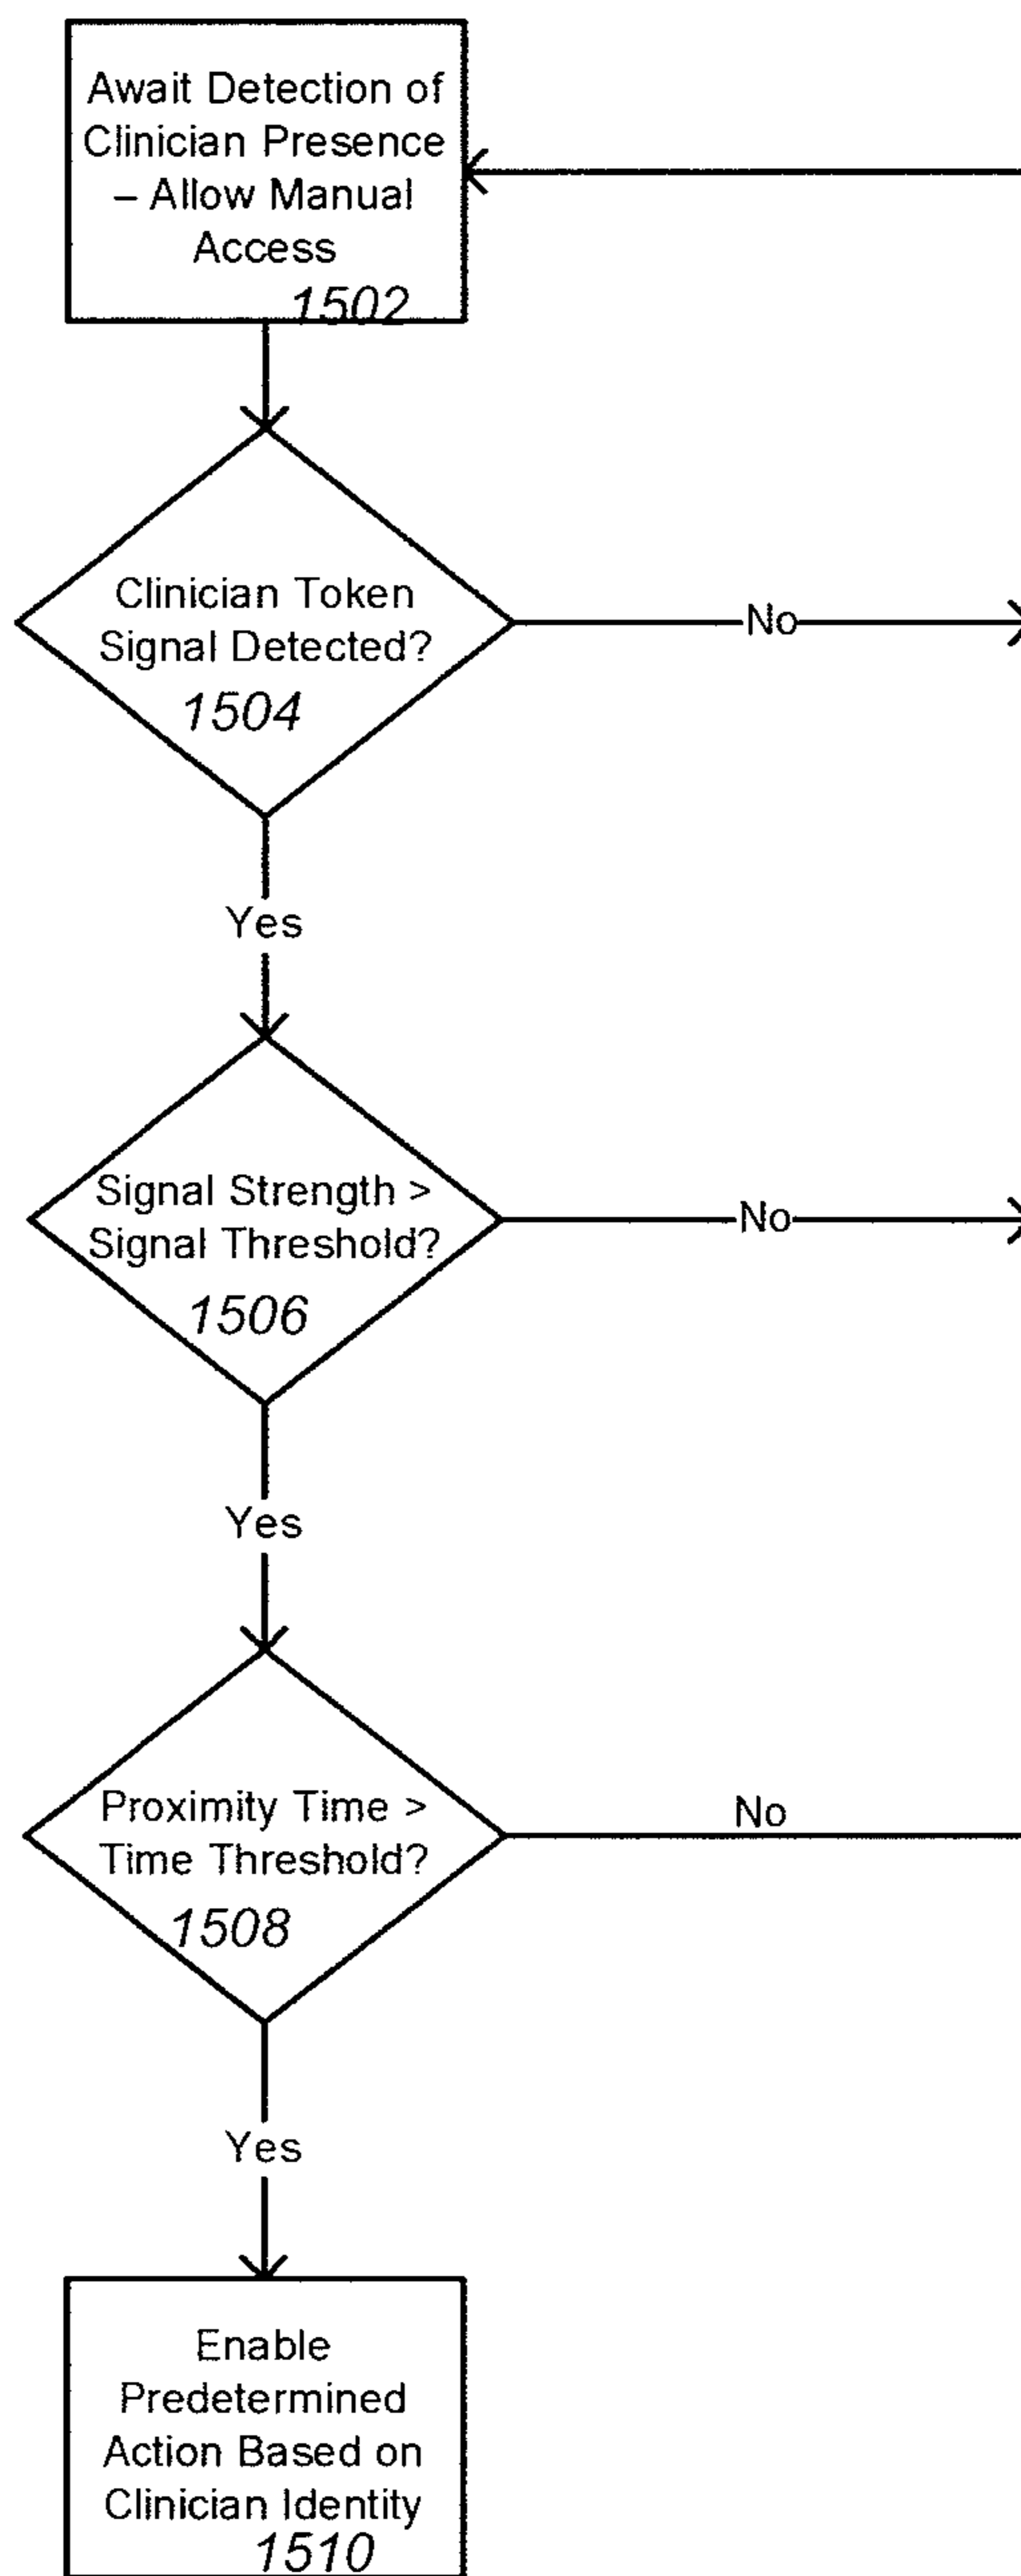 Await Detection of
Clinician Presence
– Allow Manual
Access
1502
Clinician Token
Signal Detected?
1504
No
Yes
Signal Strength >
Signal Threshold?
1506
No
Yes
Proximity Time >
Time Threshold?
1508
No
Yes
Enable
Predetermined
Action Based on
Clinician Identity
1510